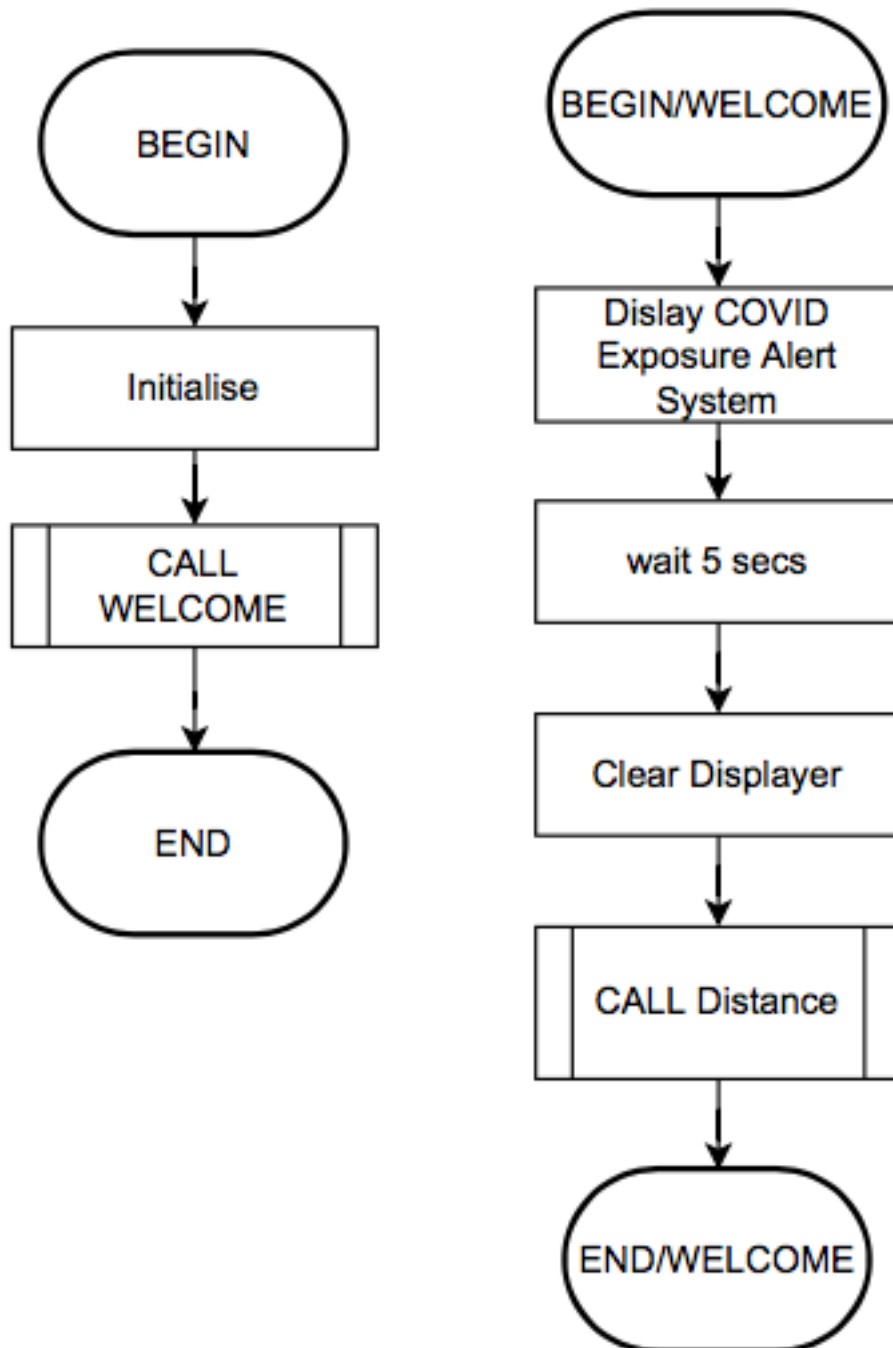 BEGIN
Initialise
CALL
WELCOME
END
BEGIN/WELCOME
Dislay COVID
Exposure Alert
System
wait 5 secs
Clear Displayer
CALL Distance
END/WELCOME